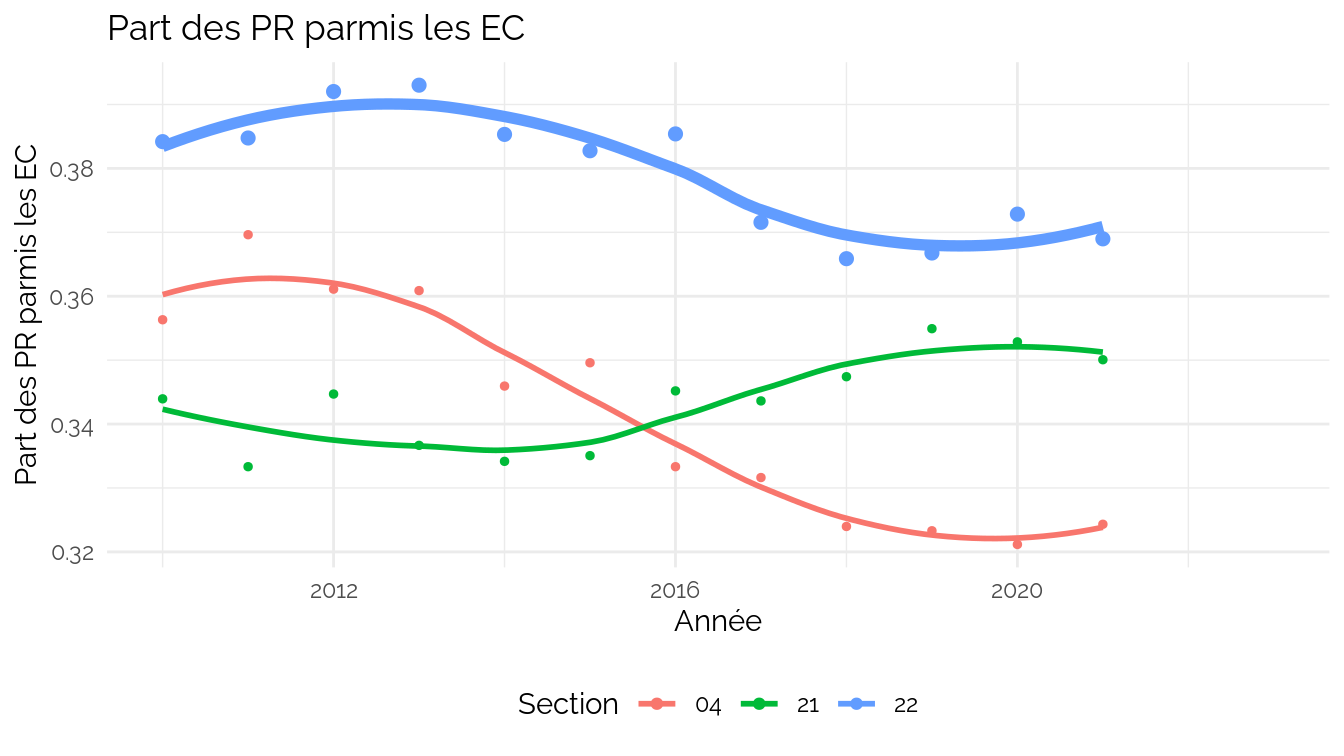 Part des PR parmis les EC
Part des PR parmis les EC
0.38
0.36
0.34
0.32
2012 2016 2020
Année
Section 04 21 22